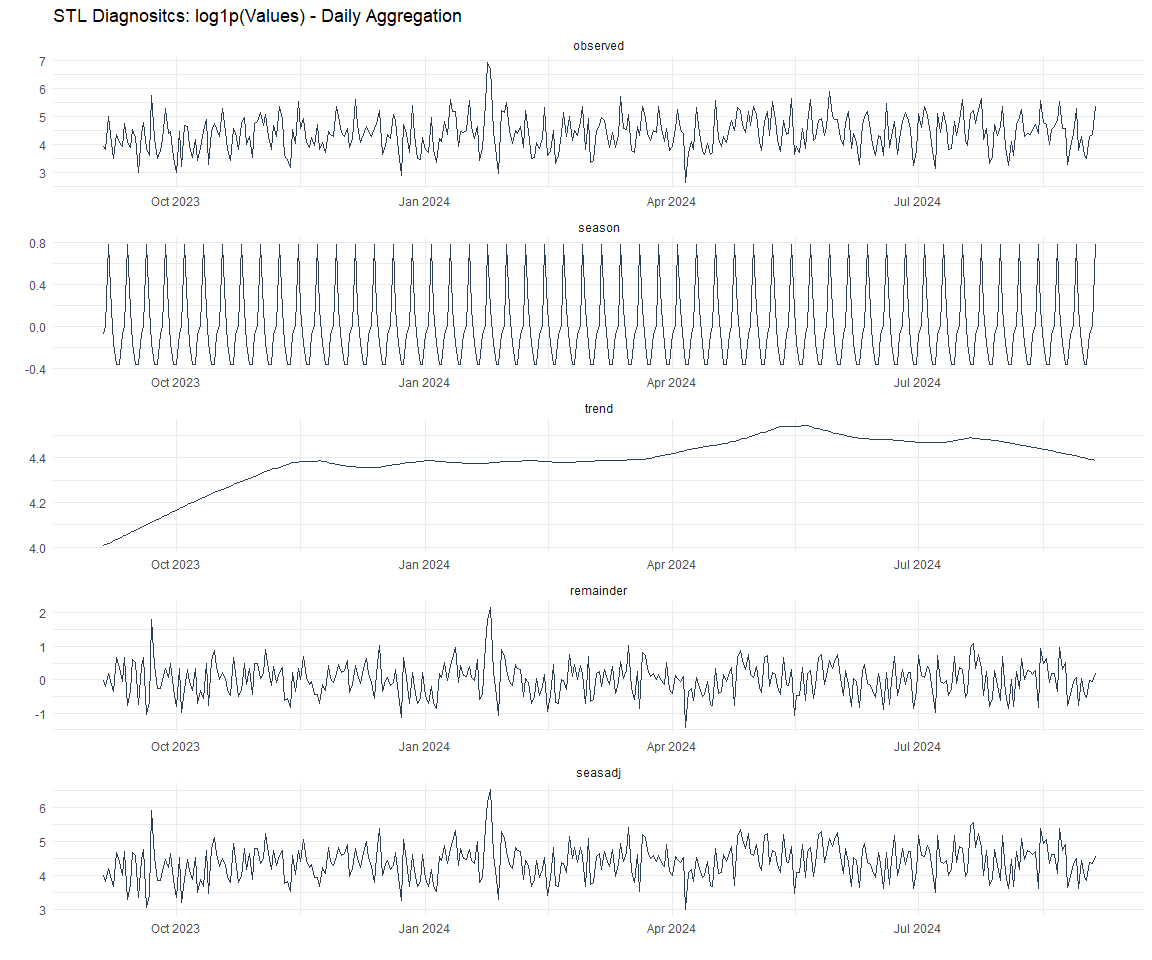 STL Diagnositcs: log1p(Values) - Daily Aggregation
observed
7
6
5
4
3
Oct 2023 Jan 2024 Apr 2024 Jul 2024
season
0.8
0.4
0.0
-0.4
Oct 2023 Jan 2024 Apr 2024 Jul 2024
trend
4.4
4.2
4.0
Oct 2023 Jan 2024 Apr 2024 Jul 2024
remainder
2
1
0
-1
Oct 2023 Jan 2024 Apr 2024 Jul 2024
seasadj
6
5
4
3
Oct 2023 Jan 2024 Apr 2024 Jul 2024